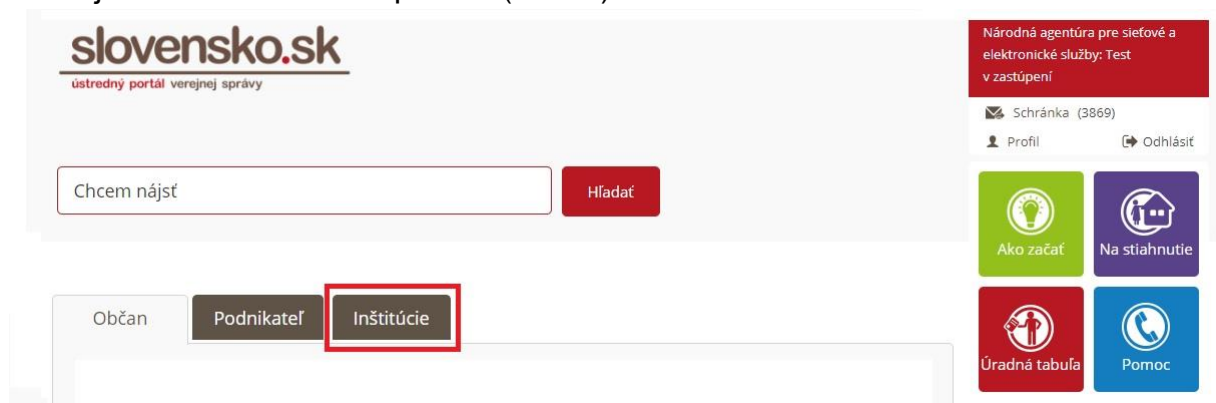 slovensko.sk
ústredný portál verejnej správy
Národná agentúra pre sieťové a
elektronické služby: Test
v zastúpení
Schránka (3869)
Profil
Odhlásiť
Chcem nájsť
Hľadať
Ako začať
Na stiahnutie
Občan
Podnikateľ
Inštitúcie
Úradná tabuľa
Pomoc